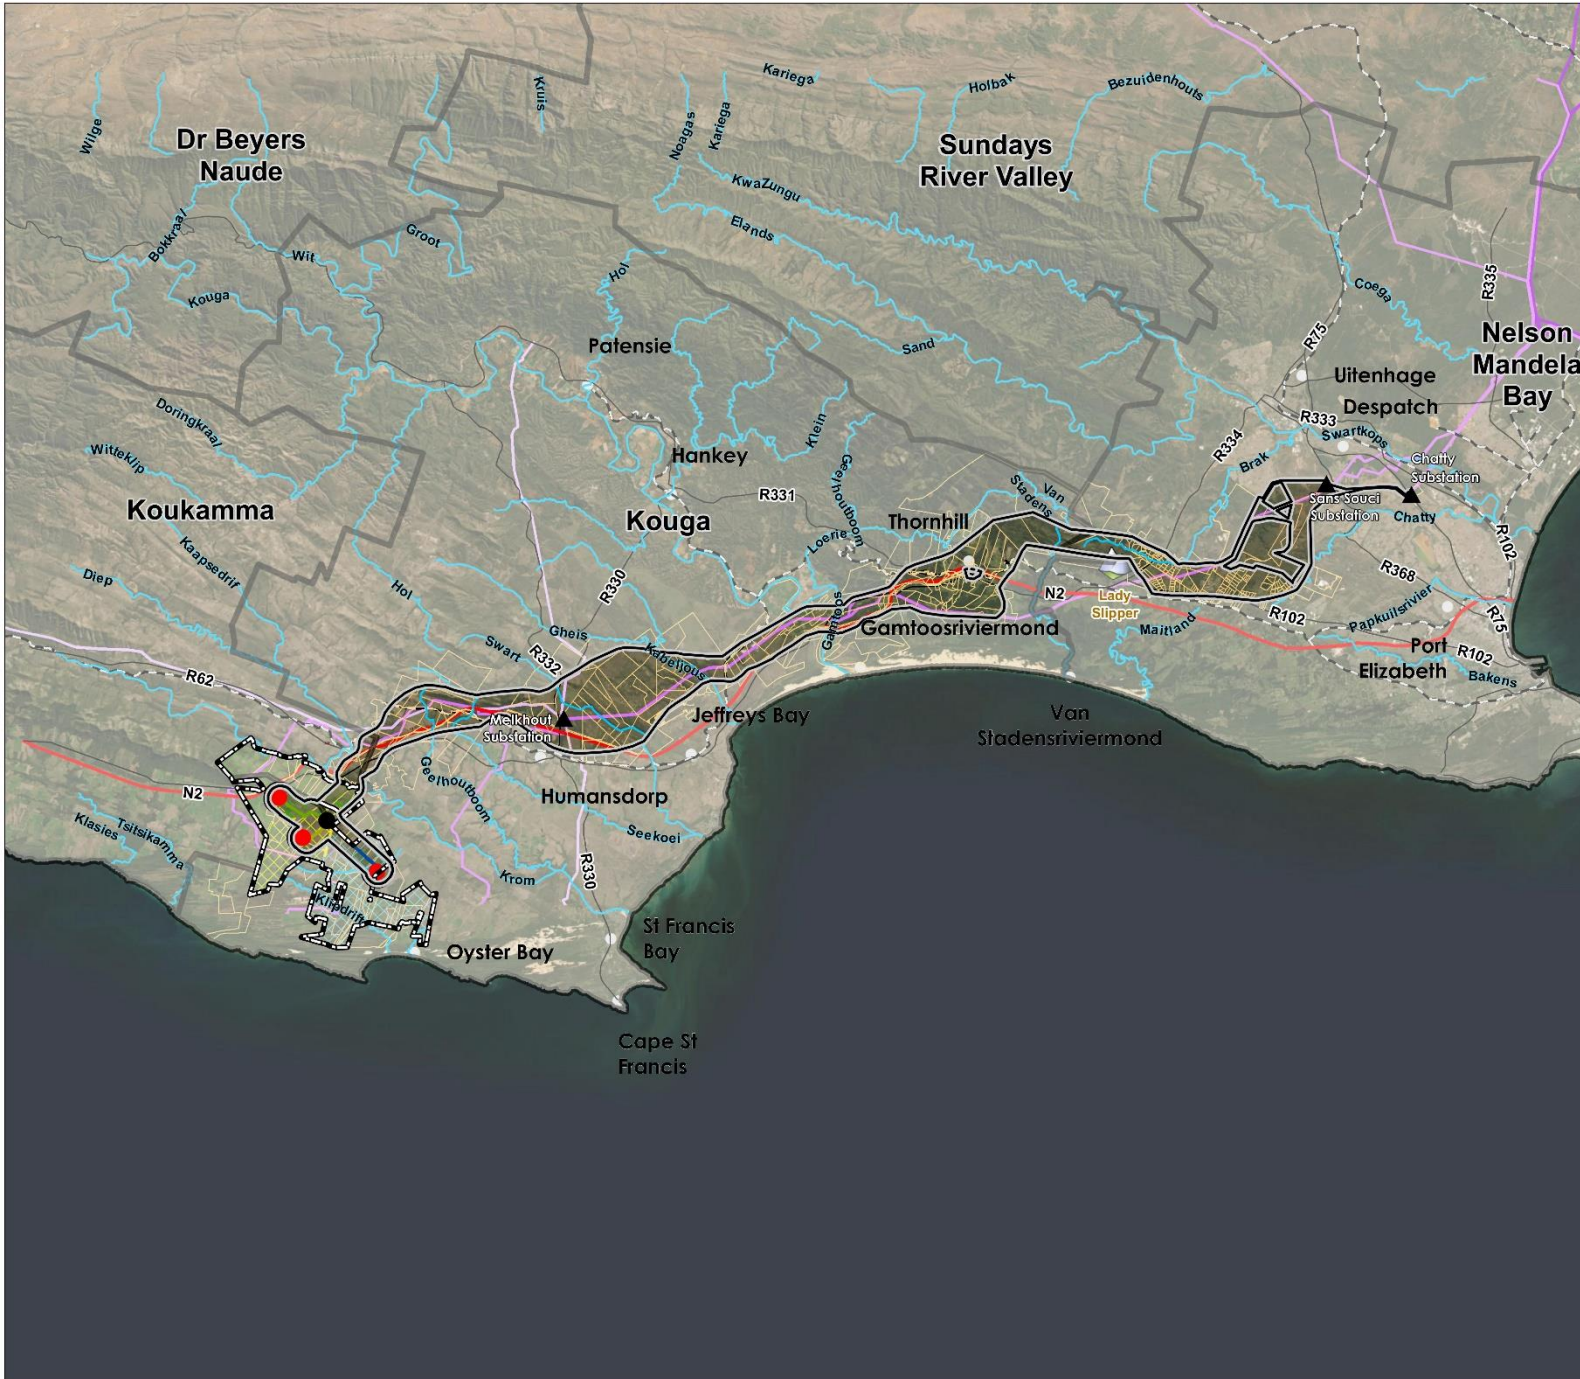 Kariega
Holbak
Bezuidenhouts
Kruis
Wilge
Noagas
Kariega
Dr Beyers
Naude
Sundays
River Valley
KwaZungu
Elands
Bokkraal
Groot
Wit
Hol
Kouga
Coega
R335
R75
Sand
Patensie
Nelson
Mandela
Bay
Uitenhage
Despatch
Doringkraal
Klein
R333
Swartkops
R334
Witteklip
Hankey
Geelhoutboom
Brak
Chatty
Substation
R331
Van
Stadens
Sans Souci
Substation
Koukamma
Kouga
Thornhill
Chatty
Loerie
R102
Kaapsedrif
Diep
Hol
R330
R368
N2
Lady
Slipper
Gamtoos
R102
Papkuilsrivier
R75
Gheis
Gamtoosriviermond
Maitland
Swart
R332
Kabeljous
Port
Elizabeth
R102
Bakens
R62
Melkhout
Substation
Jeffreys Bay
Van
Stadensriviermond
N2
Geelhoutboom
Humansdorp
Klasies
Tsitsikamma
Seekoei
R330
Krom
Klipdrift
St Francis
Bay
Oyster Bay
Cape St
Francis